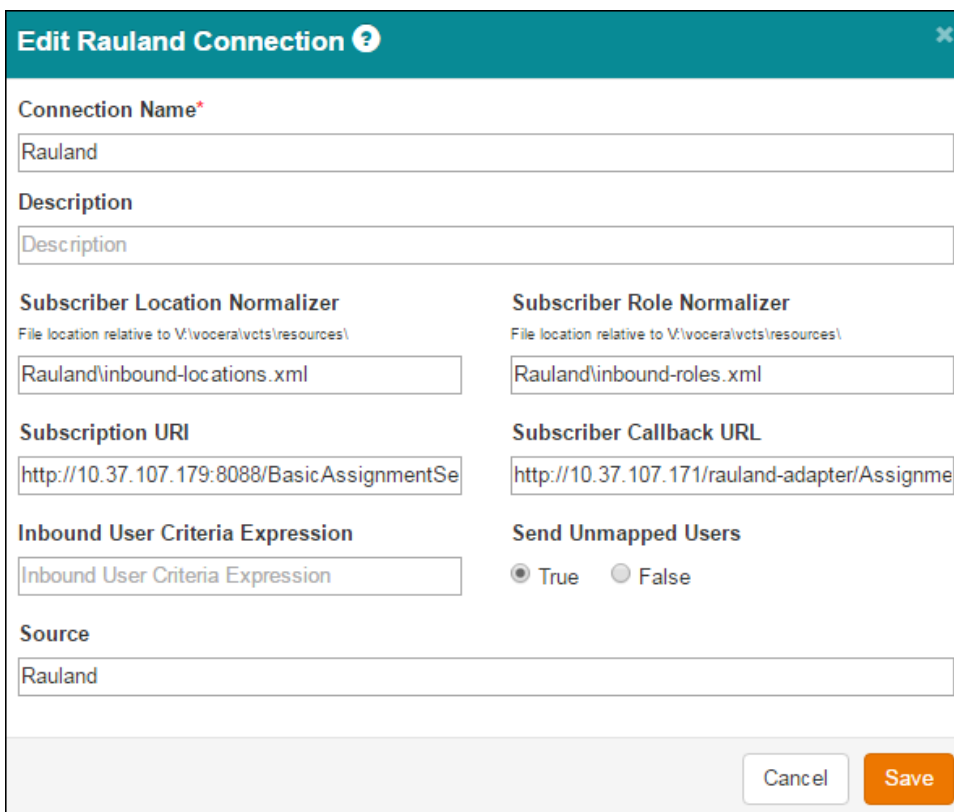 Edit Rauland Connection ?
Connection Name*
Rauland
Description
Description
Subscriber Location Normalizer
File location relative to V:\vocera\vcts\resources\
Rauland\inbound-locations.xml
Subscriber Role Normalizer
File location relative to V:\vocera\vcts\resources\
Rauland\inbound-roles.xml
Subscription URI
http://10.37.107.179:8088/BasicAssignmentSe
Subscriber Callback URL
http://10.37.107.171/rauland-adapter/Assignme
Inbound User Criteria Expression
Inbound User Criteria Expression
Send Unmapped Users
True False
Source
Rauland
Cancel Save